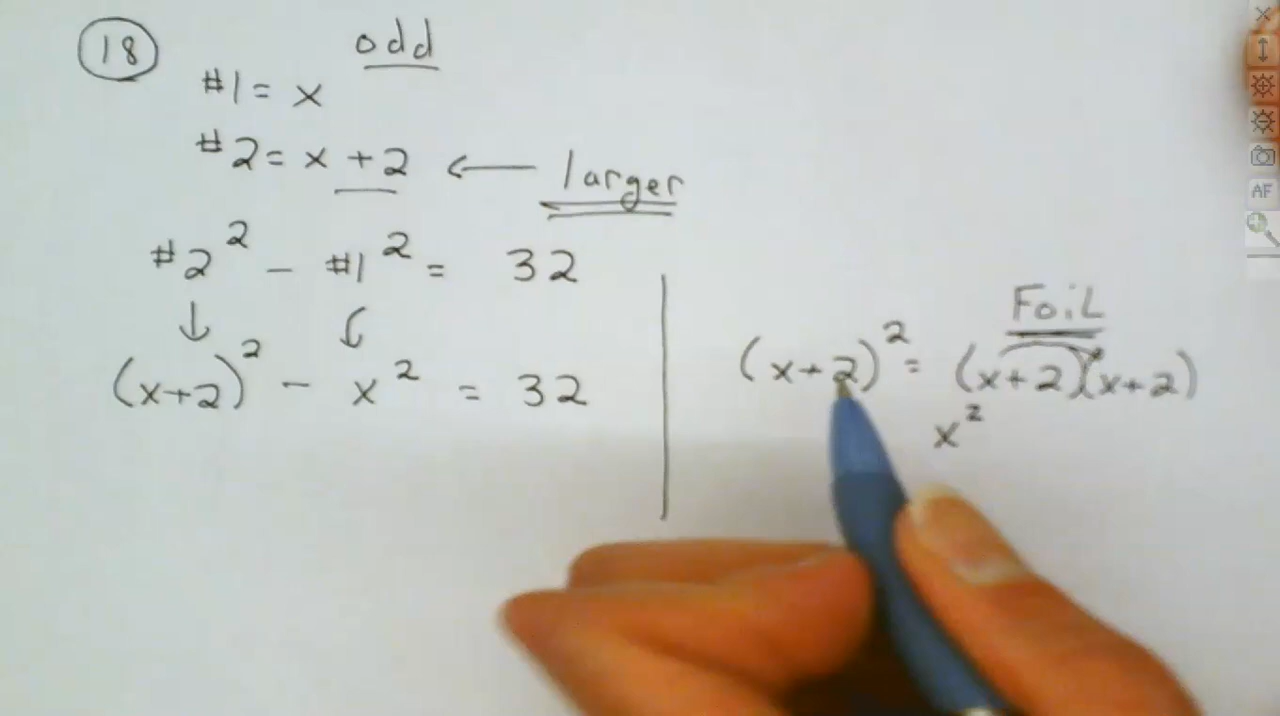 18
odd
#1 = x
#2 = x + 2 ← larger
#2² - #1² = 32
(x+2)² - x² = 32
FoiL
(x+2)² = (x+2)(x+2)
x²
AF